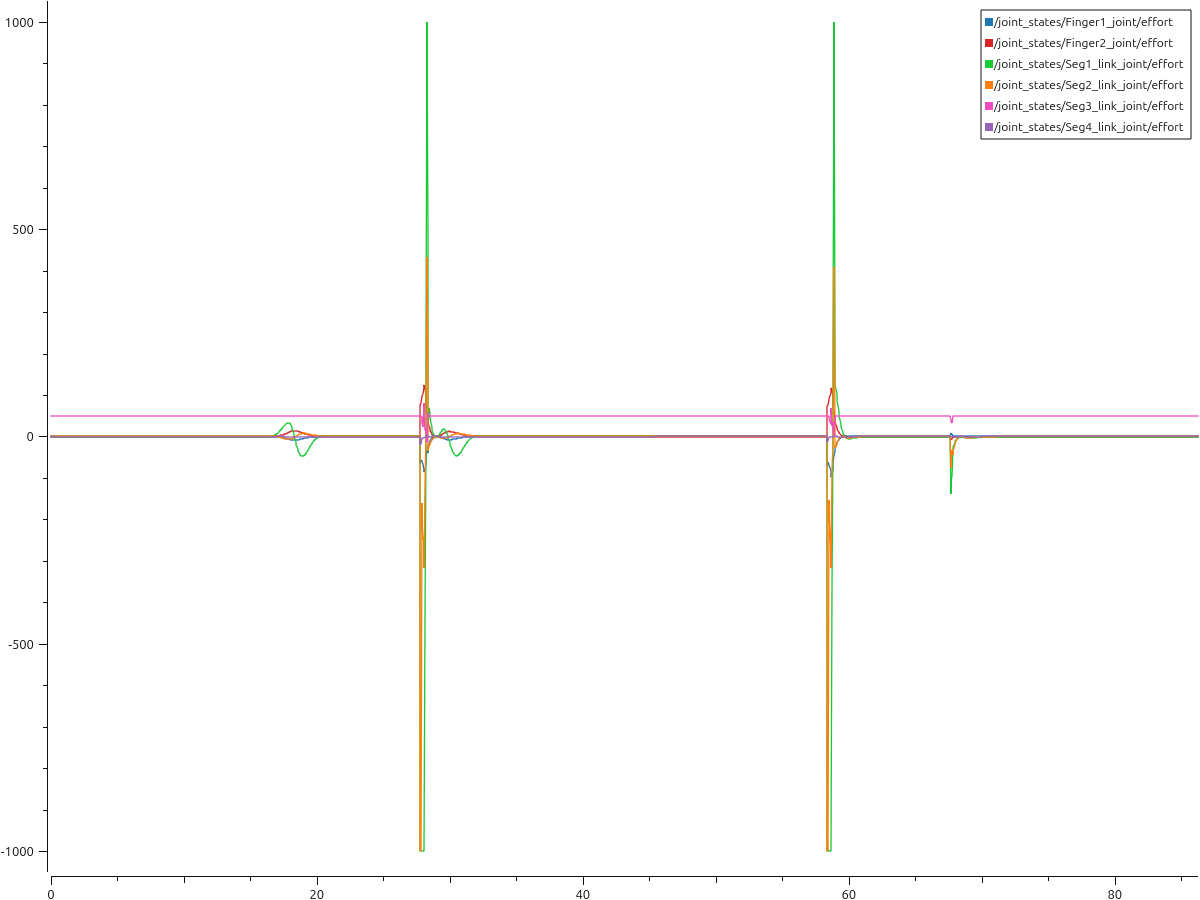 1000
500
0
-500
-1000
0
20
40
60
80
/joint_states/Finger1_joint/effort
/joint_states/Finger2_joint/effort
/joint_states/Seg1_link_joint/effort
/joint_states/Seg2_link_joint/effort
/joint_states/Seg3_link_joint/effort
/joint_states/Seg4_link_joint/effort